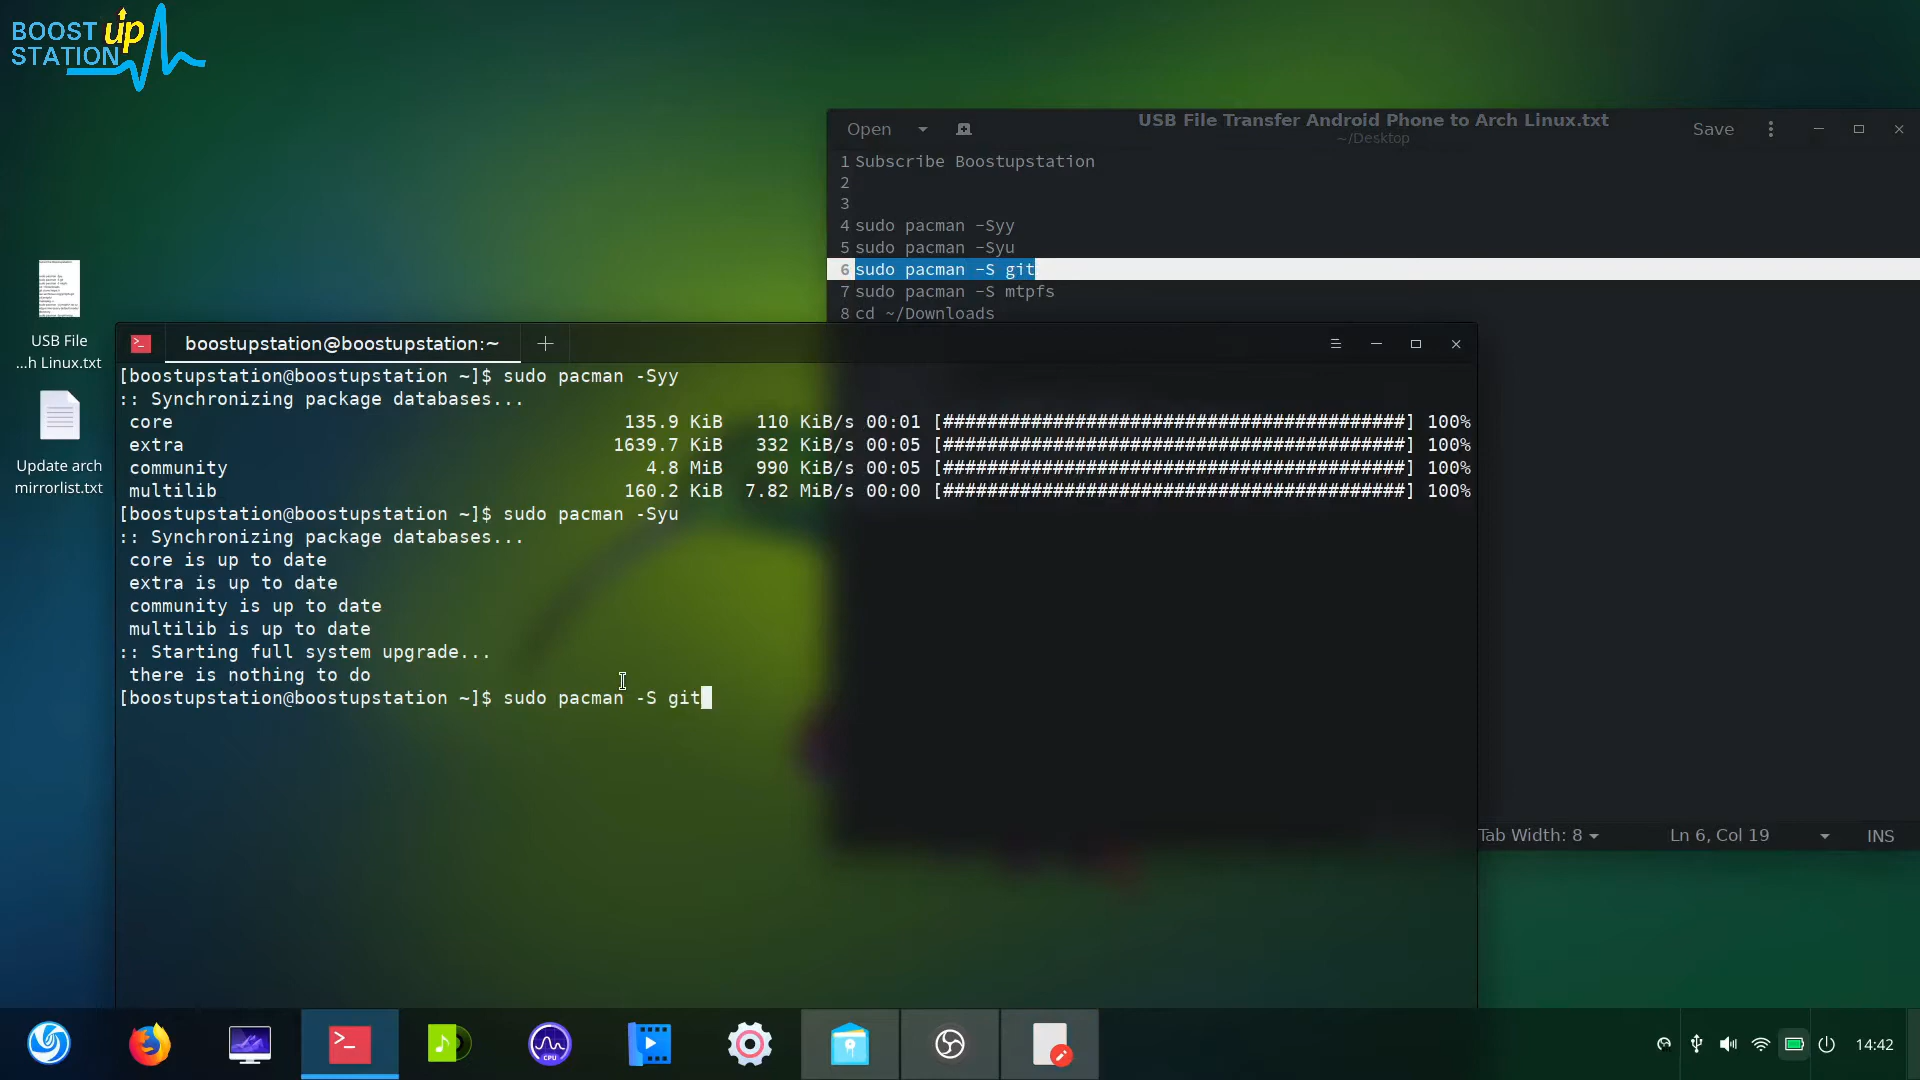 BOOST up
STATION
Open
USB File Transfer Android Phone to Arch Linux.txt
~/Desktop
Save
1 Subscribe Boostupstation
2
3
4 sudo pacman -Syy
5 sudo pacman -Syu
6 sudo pacman -S git
7 sudo pacman -S mtpfs
8 cd ~/Downloads
USB File
...h Linux.txt
Update arch
mirrorlist.txt
boostupstation@boostupstation:~
[boostupstation@boostupstation ~]$ sudo pacman -Syy
:: Synchronizing package databases...
core 135.9 KiB 110 KiB/s 00:01 [##########################################] 100%
extra 1639.7 KiB 332 KiB/s 00:05 [##########################################] 100%
community 4.8 MiB 990 KiB/s 00:05 [##########################################] 100%
multilib 160.2 KiB 7.82 MiB/s 00:00 [##########################################] 100%
[boostupstation@boostupstation ~]$ sudo pacman -Syu
:: Synchronizing package databases...
core is up to date
extra is up to date
community is up to date
multilib is up to date
:: Starting full system upgrade...
there is nothing to do
[boostupstation@boostupstation ~]$ sudo pacman -S git
Tab Width: 8
Ln 6, Col 19
INS
CPU
14:42